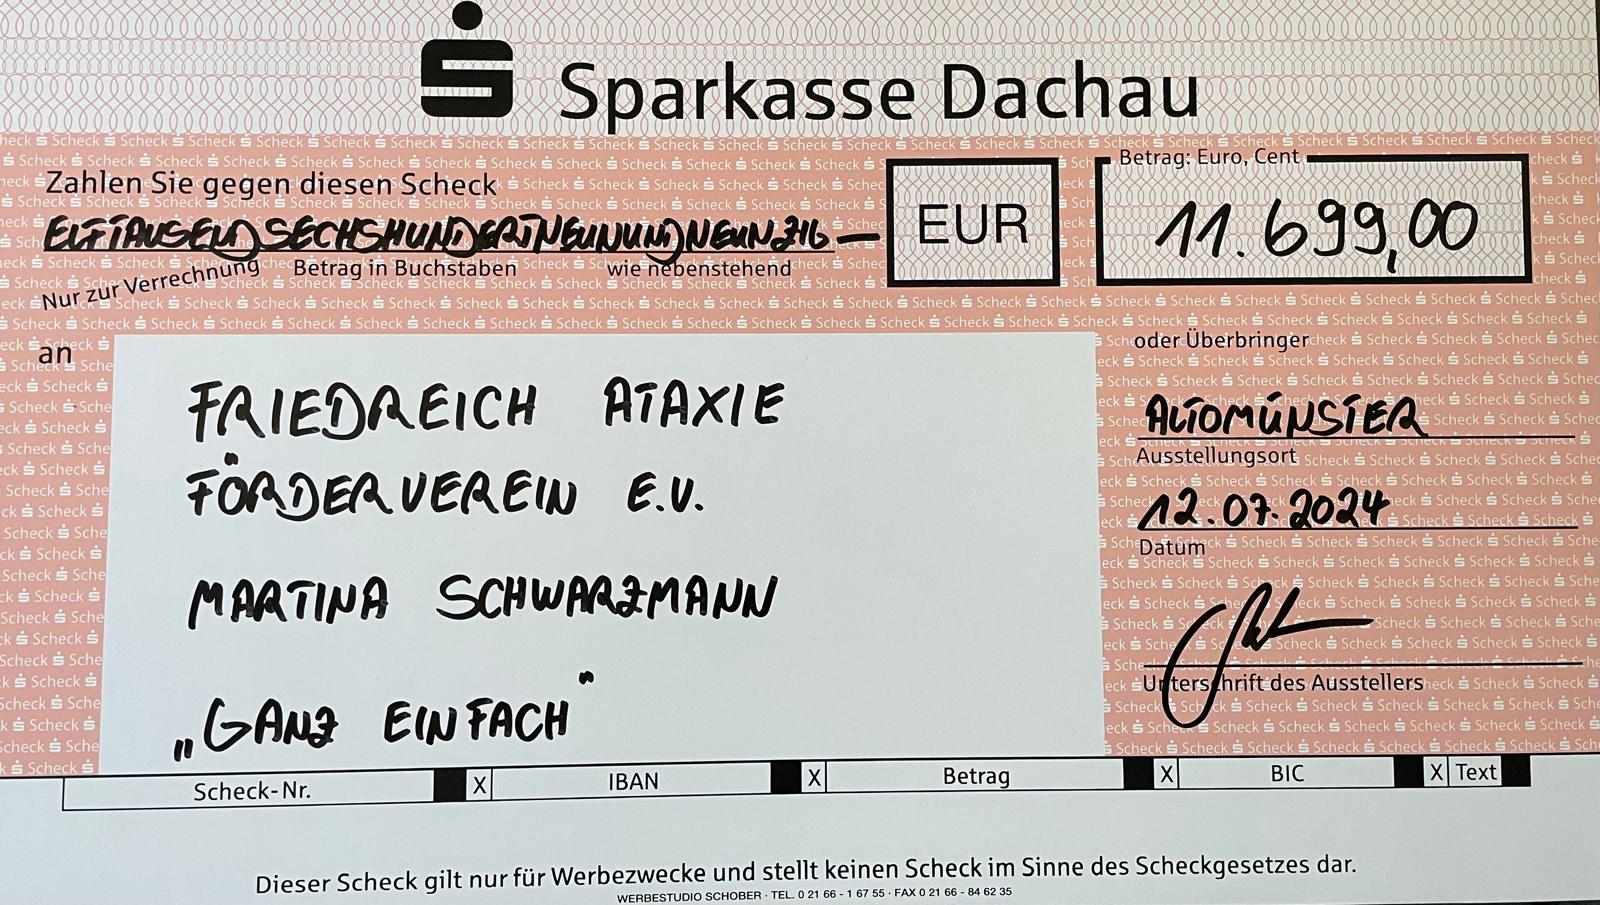 Sparkasse Dachau
Zahlen Sie gegen diesen Scheck
ELFTAUSENDSECHSHUNDERTNEUNUNDNEUNZIG
Nur zur Verrechnung
Betrag in Buchstaben
wie nebenstehend
EUR
Betrag: Euro, Cent
11.699,00
an
oder Überbringer
FRIEDREICH ATAXIE
FÖRDERVEREIN E.V.
MARTINA SCHWARZMANN
„GANZ EINFACH"
ALTOMÜNSTER
Ausstellungsort
12.07.2024
Datum
Unterschrift des Ausstellers
Scheck-Nr. X IBAN X Betrag X BIC X Text
Dieser Scheck gilt nur für Werbezwecke und stellt keinen Scheck im Sinne des Scheckgesetzes dar.
WERBESTUDIO SCHOBER · TEL. 0 21 66 - 1 67 55 · FAX 0 21 66 - 84 62 35